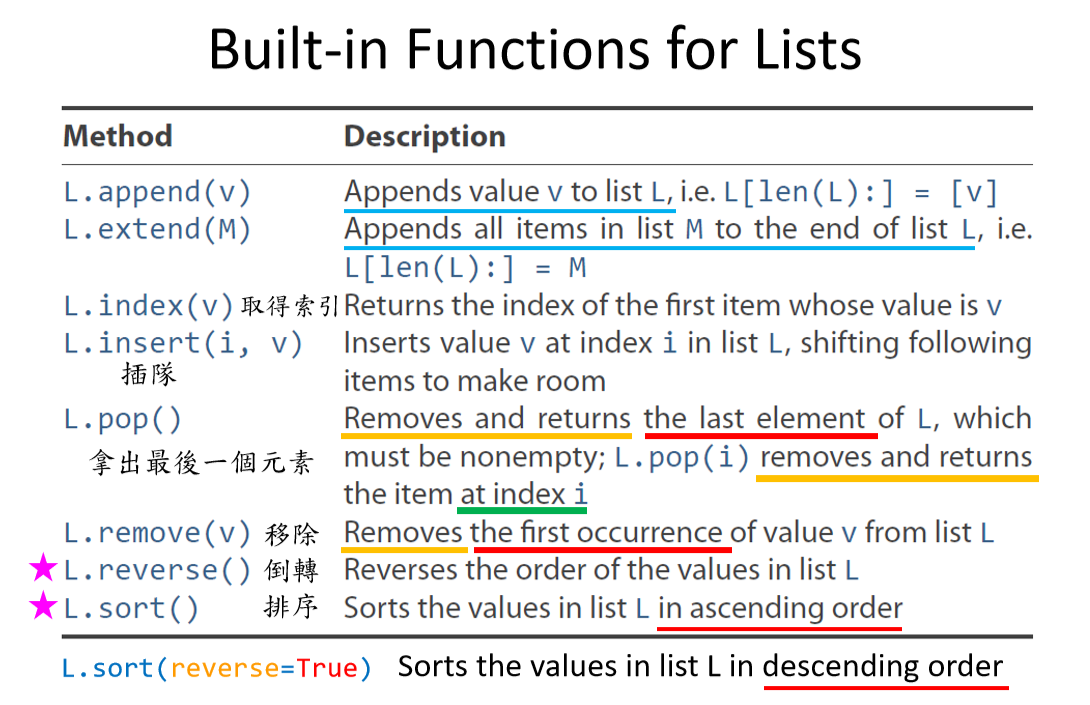 Built-in Functions for Lists
Method Description
L.append(v) Appends value v to list L, i.e. L[len(L):] = [v]
L.extend(M) Appends all items in list M to the end of list L, i.e.
L[len(L):] = M
L.index(v) 取得索引 Returns the index of the first item whose value is v
L.insert(i, v) Inserts value v at index i in list L, shifting following
插隊 items to make room
L.pop() Removes and returns the last element of L, which
拿出最後一個元素 must be nonempty; L.pop(i) removes and returns
the item at index i
L.remove(v) 移除 Removes the first occurrence of value v from list L
L.reverse() 倒轉 Reverses the order of the values in list L
L.sort() 排序 Sorts the values in list L in ascending order
L.sort(reverse=True) Sorts the values in list L in descending order